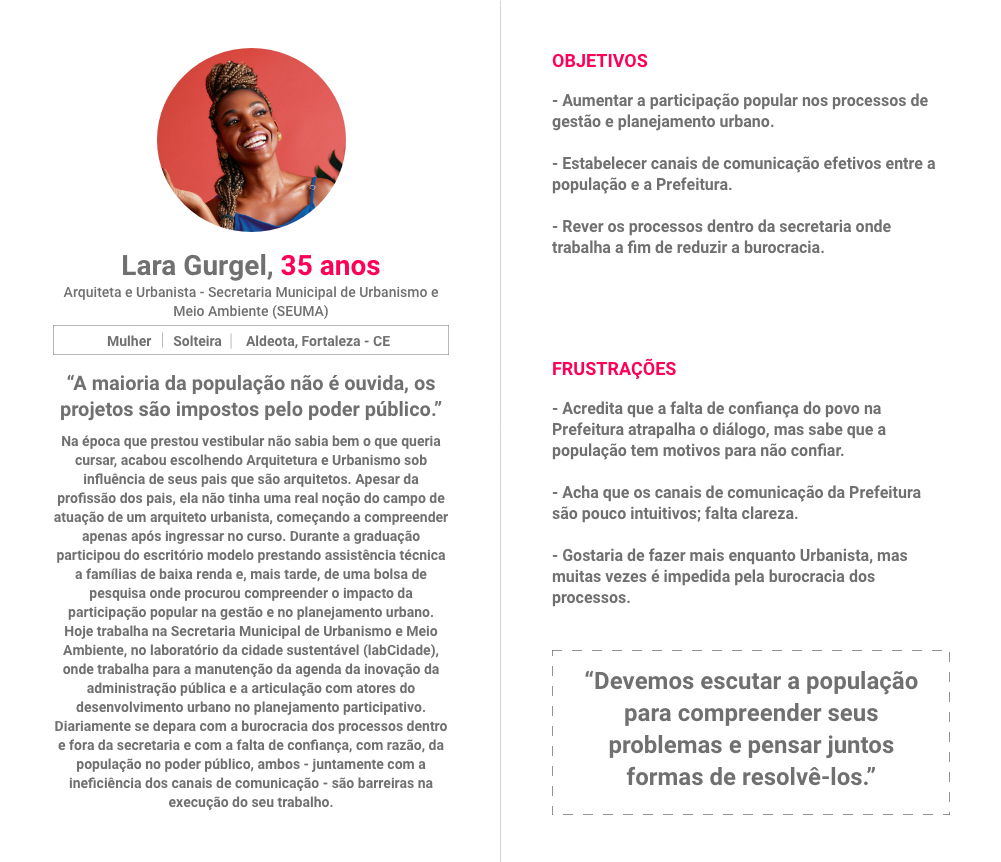 Lara Gurgel, 35 anos
Arquiteta e Urbanista - Secretaria Municipal de Urbanismo e
Meio Ambiente (SEUMA)
Mulher | Solteira | Aldeota, Fortaleza - CE
“A maioria da população não é ouvida, os
projetos são impostos pelo poder público.”
Na época que prestou vestibular não sabia bem o que queria
cursar, acabou escolhendo Arquitetura e Urbanismo sob
influência de seus pais que são arquitetos. Apesar da
profissão dos pais, ela não tinha uma real noção do campo de
atuação de um arquiteto urbanista, começando a compreender
apenas após ingressar no curso. Durante a graduação
participou do escritório modelo prestando assistência técnica
a famílias de baixa renda e, mais tarde, de uma bolsa de
pesquisa onde procurou compreender o impacto da
participação popular na gestão e no planejamento urbano.
Hoje trabalha na Secretaria Municipal de Urbanismo e Meio
Ambiente, no laboratório da cidade sustentável (labCidade),
onde trabalha para a manutenção da agenda da inovação da
administração pública e a articulação com atores do
desenvolvimento urbano no planejamento participativo.
Diariamente se depara com a burocracia dos processos dentro
e fora da secretaria e com a falta de confiança, com razão, da
população no poder público, ambos - juntamente com a
ineficiência dos canais de comunicação - são barreiras na
execução do seu trabalho.
OBJETIVOS
- Aumentar a participação popular nos processos de
gestão e planejamento urbano.
- Estabelecer canais de comunicação efetivos entre a
população e a Prefeitura.
- Rever os processos dentro da secretaria onde
trabalha a fim de reduzir a burocracia.
FRUSTRAÇÕES
- Acredita que a falta de confiança do povo na
Prefeitura atrapalha o diálogo, mas sabe que a
população tem motivos para não confiar.
- Acha que os canais de comunicação da Prefeitura
são pouco intuitivos; falta clareza.
- Gostaria de fazer mais enquanto Urbanista, mas
muitas vezes é impedida pela burocracia dos
processos.
“Devemos escutar a população
para compreender seus
problemas e pensar juntos
formas de resolvê-los.”